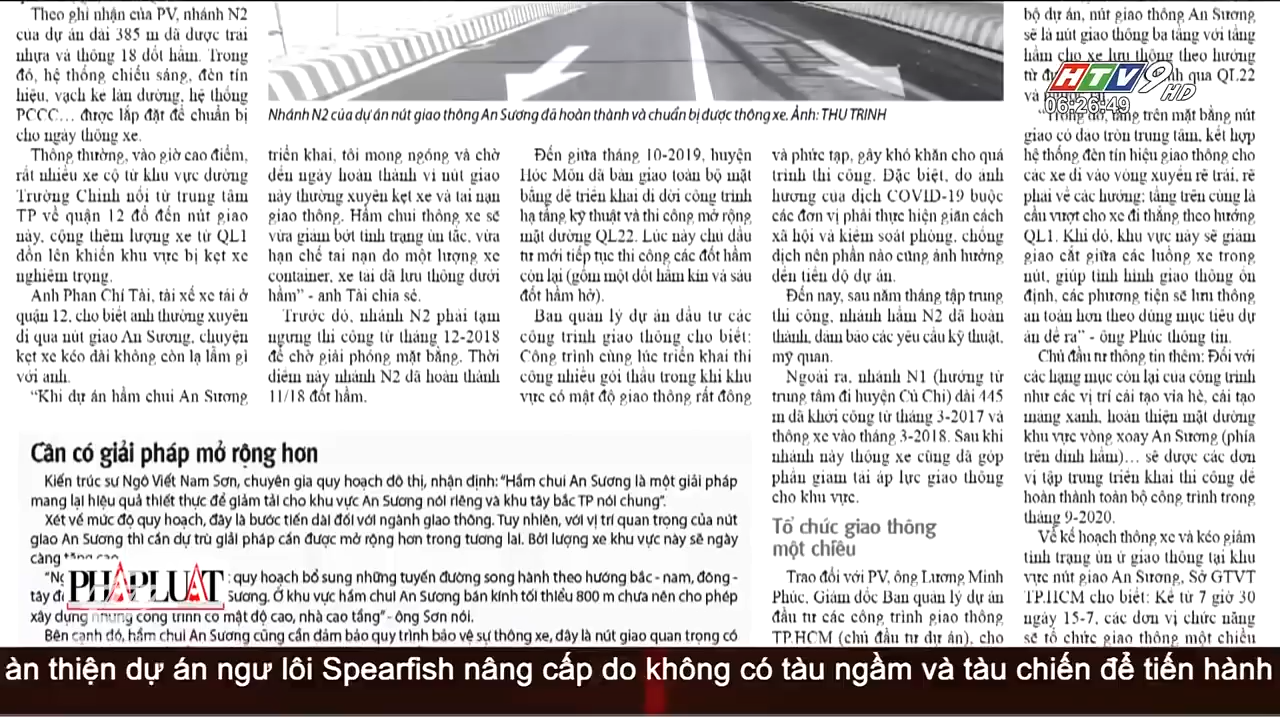 Theo ghi nhận của PV, nhánh N2
của dự án dài 385 m đã được trải
nhựa và thông 18 đốt hầm. Trong
đó, hệ thống chiếu sáng, đèn tín
hiệu, vạch kẻ làn đường, hệ thống
PCCC... được lắp đặt để chuẩn bị
cho ngày thông xe.
Thông thường, vào giờ cao điểm,
rất nhiều xe cộ từ khu vực đường
Trường Chinh nối từ trung tâm
TP về quận 12 đổ đến nút giao
này, cộng thêm lượng xe từ QL1
dồn lên khiến khu vực bị kẹt xe
nghiêm trọng.
Anh Phan Chí Tài, tài xế xe tải ở
quận 12, cho biết anh thường xuyên
đi qua nút giao An Sương, chuyện
kẹt xe kéo dài không còn lạ lẫm gì
với anh.
“Khi dự án hầm chui An Sương
Nhánh N2 của dự án nút giao thông An Sương đã hoàn thành và chuẩn bị được thông xe. Ảnh: THU TRINH
triển khai, tôi mong ngóng và chờ
đến ngày hoàn thành vì nút giao
này thường xuyên kẹt xe và tai nạn
giao thông. Hầm chui thông xe sẽ
vừa giảm bớt tình trạng ùn tắc, vừa
hạn chế tai nạn do một lượng xe
container, xe tải đã lưu thông dưới
hầm” - anh Tài chia sẻ.
Trước đó, nhánh N2 phải tạm
ngưng thi công từ tháng 12-2018
để chờ giải phóng mặt bằng. Thời
điểm này nhánh N2 đã hoàn thành
11/18 đốt hầm.
Đến giữa tháng 10-2019, huyện
Hóc Môn đã bàn giao toàn bộ mặt
bằng để triển khai di dời công trình
hạ tầng kỹ thuật và thi công mở rộng
mặt đường QL22. Lúc này chủ đầu
tư mới tiếp tục thi công các đốt hầm
còn lại (gồm một đốt hầm kín và sáu
đốt hầm hở).
Ban quản lý dự án đầu tư các
công trình giao thông cho biết:
Công trình cùng lúc triển khai thi
công nhiều gói thầu trong khi khu
vực có mật độ giao thông rất đông
và phức tạp, gây khó khăn cho quá
trình thi công. Đặc biệt, do ảnh
hưởng của dịch COVID-19 buộc
các đơn vị phải thực hiện giãn cách
xã hội và kiểm soát phòng, chống
dịch nên phần nào cũng ảnh hưởng
đến tiến độ dự án.
Đến nay, sau năm tháng tập trung
thi công, nhánh hầm N2 đã hoàn
thành, đảm bảo các yêu cầu kỹ thuật,
mỹ quan.
Ngoài ra, nhánh N1 (hướng từ
trung tâm đi huyện Củ Chi) dài 445
m đã khởi công từ tháng 3-2017 và
thông xe vào tháng 3-2018. Sau khi
nhánh này thông xe cũng đã góp
phần giảm tải áp lực giao thông
cho khu vực.
Tổ chức giao thông
một chiều
Trao đổi với PV, ông Lương Minh
Phúc, Giám đốc Ban quản lý dự án
đầu tư các công trình giao thông
TP.HCM (chủ đầu tư dự án), cho
bộ dự án, nút giao thông An Sương
sẽ là nút giao thông ba tầng với tầng
hầm cho xe lưu thông theo hướng
qua QL22
“Trong đó, tầng trên mặt bằng nút
giao có đảo tròn trung tâm, kết hợp
hệ thống đèn tín hiệu giao thông cho
các xe đi vào vòng xuyến rẽ trái, rẽ
phải về các hướng; tầng trên cùng là
cầu vượt cho xe đi thẳng theo hướng
QL1. Khi đó, khu vực này sẽ giảm
giao cắt giữa các luồng xe trong
nút, giúp tình hình giao thông ổn
định, các phương tiện sẽ lưu thông
an toàn hơn theo đúng mục tiêu dự
án đề ra” - ông Phúc thông tin.
Chủ đầu tư thông tin thêm: Đối với
các hạng mục còn lại của công trình
như các vị trí cải tạo vỉa hè, cải tạo
mảng xanh, hoàn thiện mặt đường
khu vực vòng xoay An Sương (phía
trên đỉnh hầm)... sẽ được các đơn
vị tập trung triển khai thi công để
hoàn thành toàn bộ công trình trong
tháng 9-2020.
Về kế hoạch thông xe và kéo giảm
tình trạng ùn ứ giao thông tại khu
vực nút giao An Sương, Sở GTVT
TP.HCM cho biết: Kể từ 7 giờ 30
ngày 15-7, các đơn vị chức năng
sẽ tổ chức giao thông một chiều
Cần có giải pháp mở rộng hơn
Kiến trúc sư Ngô Viết Nam Sơn, chuyên gia quy hoạch đô thị, nhận định: “Hầm chui An Sương là một giải pháp
mang lại hiệu quả thiết thực để giảm tải cho khu vực An Sương nói riêng và khu tây bắc TP nói chung”.
Xét về mức độ quy hoạch, đây là bước tiến dài đối với ngành giao thông. Tuy nhiên, với vị trí quan trọng của nút
giao An Sương thì cần dự trù giải pháp cần được mở rộng hơn trong tương lai. Bởi lượng xe khu vực này sẽ ngày
càng tăng cao.
quy hoạch bổ sung những tuyến đường song hành theo hướng bắc - nam, đông -
tây Sương. Ở khu vực hầm chui An Sương bán kính tối thiểu 800 m chưa nên cho phép
xây dựng những công trình có mật độ cao, nhà cao tầng” - ông Sơn nói.
Bên cạnh đó, hầm chui An Sương cũng cần đảm bảo quy trình bảo vệ sự thông xe, đây là nút giao quan trọng có
HTV9 HD
06:26:49
PHÁP LUẬT
àn thiện dự án ngư lôi Spearfish nâng cấp do không có tàu ngầm và tàu chiến để tiến hành